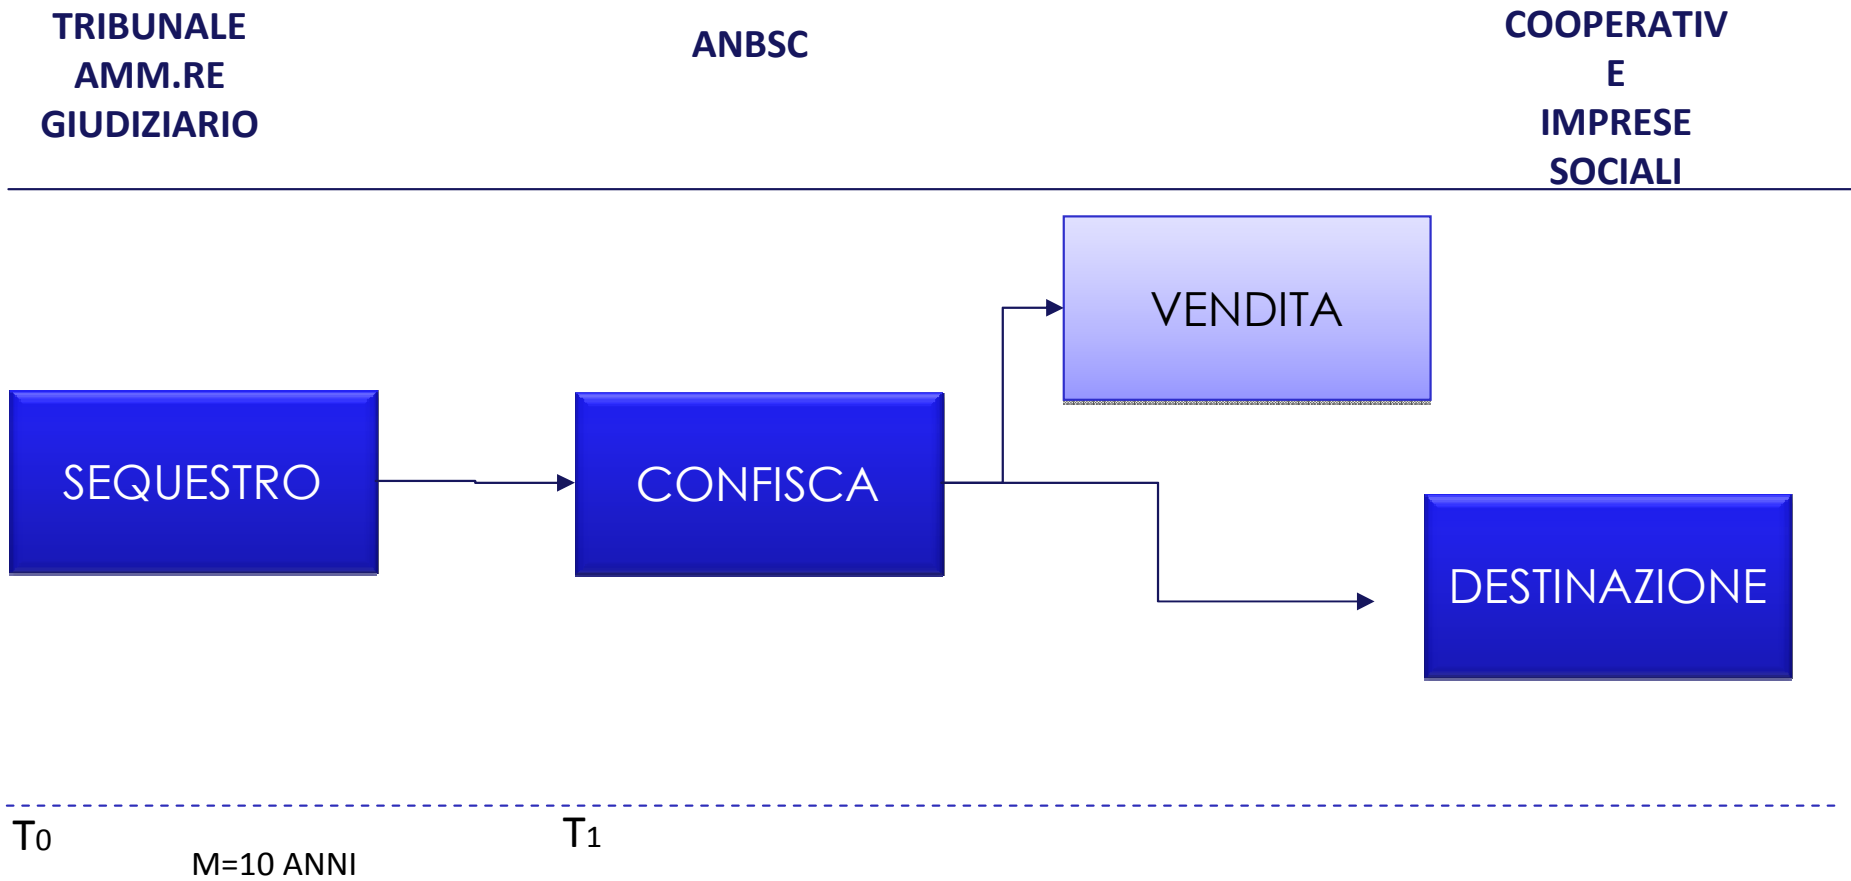 TRIBUNALE
AMM.RE
GIUDIZIARIO
ANBSC
COOPERATIV
E
IMPRESE
SOCIALI
VENDITA
SEQUESTRO
CONFISCA
DESTINAZIONE
T0
T1
M=10 ANNI